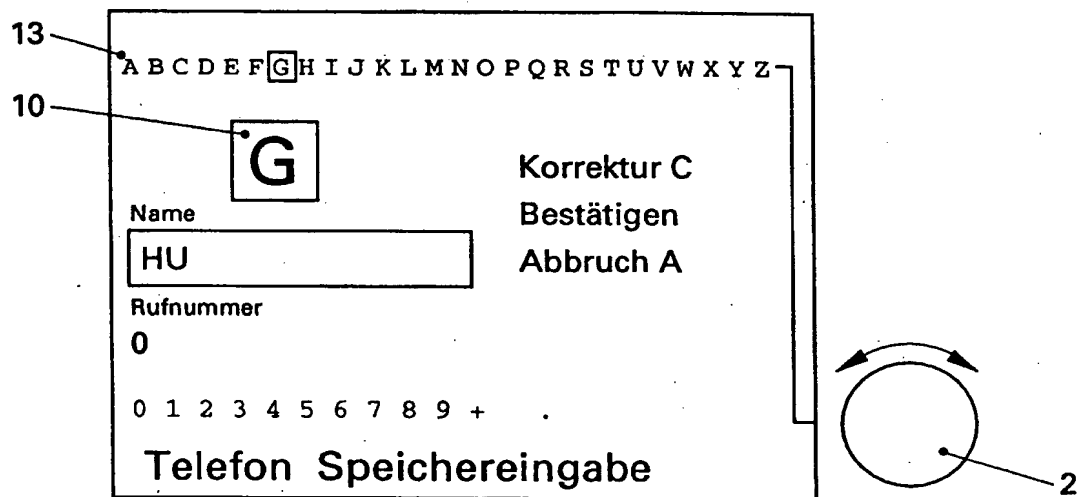 13
A B C D E F G H I J K L M N O P Q R S T U V W X Y Z
10
G
Korrektur C
Name
Bestätigen
HU
Abbruch A
Rufnummer
0
0 1 2 3 4 5 6 7 8 9 + .
Telefon Speichereingabe
2